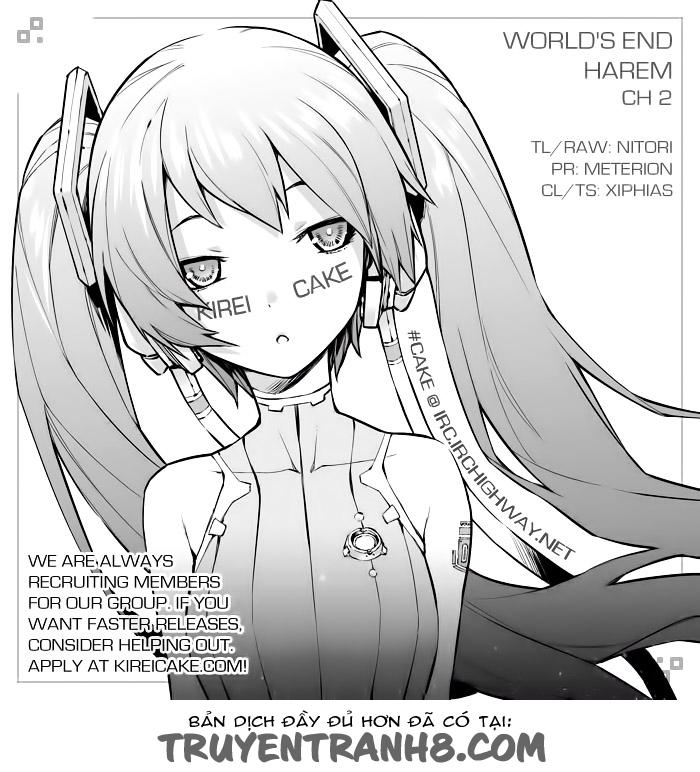 WORLD'S END
HAREM
CH 2
TL/RAW: NITORI
PR: METERION
CL/TS: XIPHIAS
KIREI CAKE
#CAKE @ IRC.IRCHIGHWAY.NET
WE ARE ALWAYS
RECRUITING MEMBERS
FOR OUR GROUP. IF YOU
WANT FASTER RELEASES,
CONSIDER HELPING OUT.
APPLY AT KIREICAKE.COM!
BẢN DỊCH ĐẦY ĐỦ HƠN ĐÃ CÓ TẠI:
TRUYENTRANH8.COM